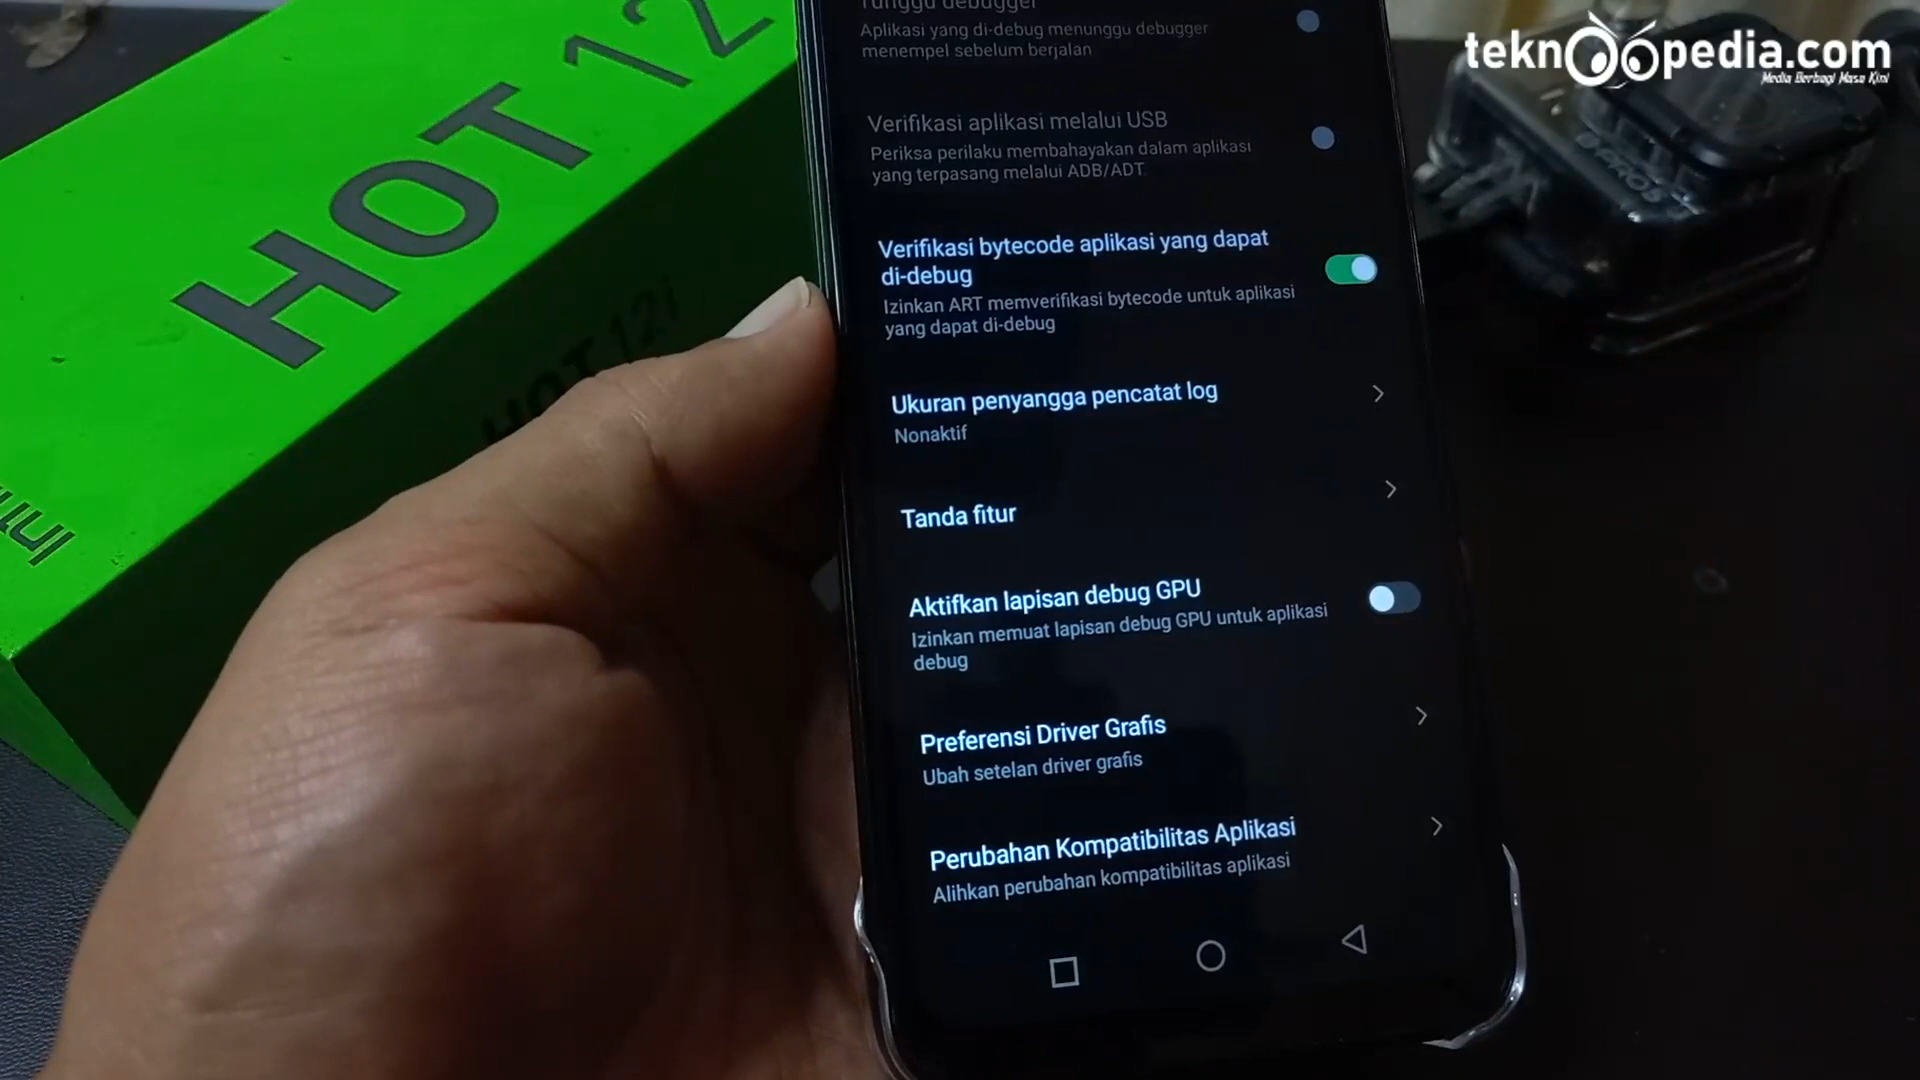 teknoopedia.com
Media Berbagi Masa Kini
HOT 12
HOT 12i
Tunggu debugger
Aplikasi yang di-debug menunggu debugger
menempel sebelum berjalan
Verifikasi aplikasi melalui USB
Periksa perilaku membahayakan dalam aplikasi
yang terpasang melalui ADB/ADT
Verifikasi bytecode aplikasi yang dapat
di-debug
Izinkan ART memverifikasi bytecode untuk aplikasi
yang dapat di-debug
Ukuran penyangga pencatat log
Nonaktif
Tanda fitur
Aktifkan lapisan debug GPU
Izinkan memuat lapisan debug GPU untuk aplikasi
debug
Preferensi Driver Grafis
Ubah setelan driver grafis
Perubahan Kompatibilitas Aplikasi
Alihkan perubahan kompatibilitas aplikasi